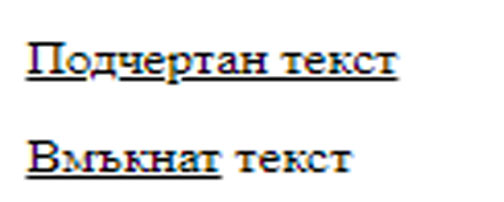 Подчертан текст
Вмъкнат текст